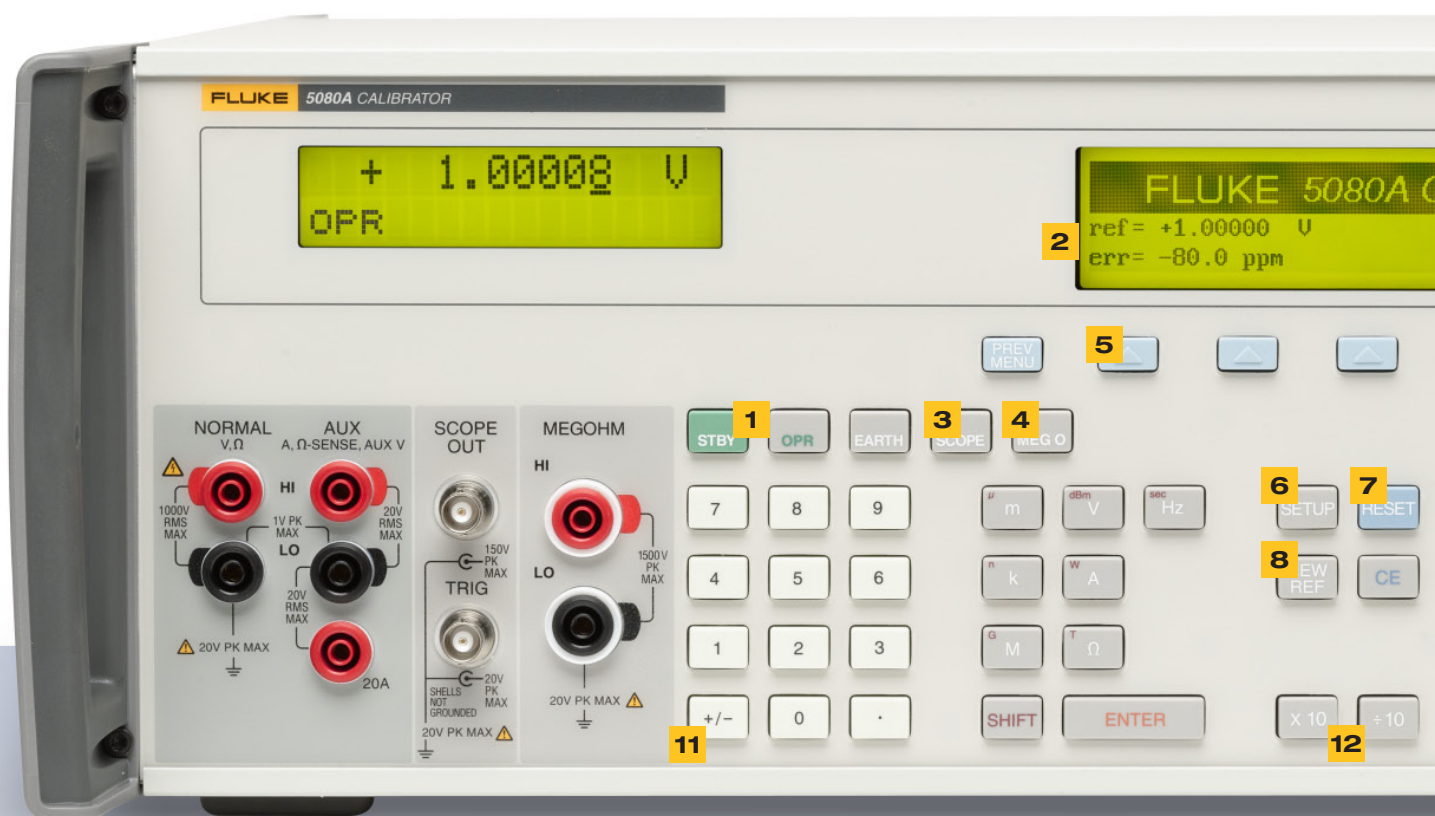 FLUKE 5080A CALIBRATOR
+ 1.00008 V
OPR
FLUKE 5080A
2
ref= +1.00000 V
err= -80.0 ppm
PREV
MENU
5
NORMAL
V,Ω
AUX
A, Ω-SENSE, AUX V
HI
1000V
RMS
MAX
1V PK
MAX
20V
RMS
MAX
LO
20V
RMS
MAX
20V PK MAX
20A
SCOPE
OUT
150V
PK
MAX
TRIG
SHELLS
NOT
GROUNDED
20V
PK
MAX
20V PK MAX
MEGOHM
HI
1500V
PK
MAX
LO
20V PK MAX
STBY 1 OPR EARTH 3 SCOPE 4 MEG O
7 8 9 µ m dBm V sec Hz 6 SETUP 7 RESET
4 5 6 n k W A 8 REF CE
1 2 3 G M T Ω
+/- 0 . SHIFT ENTER X 10 ÷10
11 12